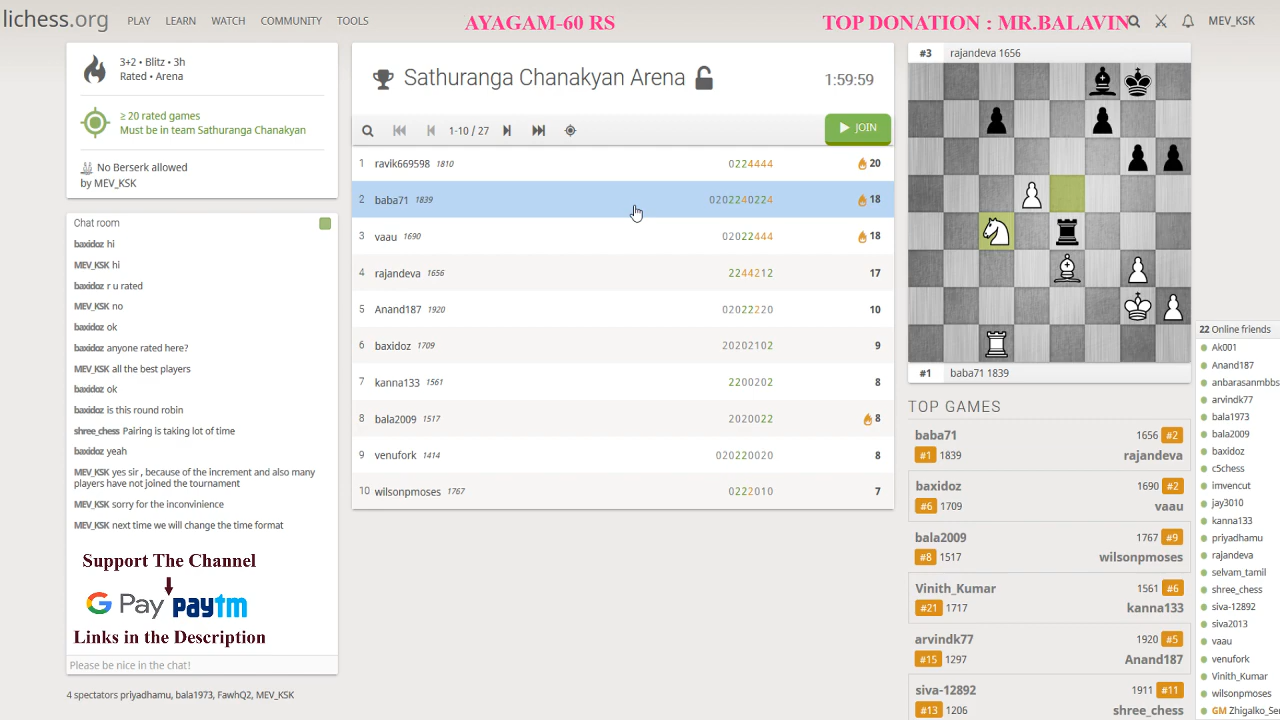 lichess.org PLAY LEARN WATCH COMMUNITY TOOLS MEV_KSK
AYAGAM-60 RS
TOP DONATION : MR.BALAVIN
3+2 • Blitz • 3h
Rated • Arena
≥ 20 rated games
Must be in team Sathuranga Chanakyan
No Berserk allowed
by MEV_KSK
Chat room
baxidoz hi
MEV_KSK hi
baxidoz r u rated
MEV_KSK no
baxidoz ok
baxidoz anyone rated here?
MEV_KSK all the best players
baxidoz ok
baxidoz is this round robin
shree_chess Pairing is taking lot of time
baxidoz yeah
MEV_KSK yes sir , because of the increment and also many
players have not joined the tournament
MEV_KSK sorry for the inconvinience
MEV_KSK next time we will change the time format
Support The Channel
G Pay paytm
Links in the Description
Please be nice in the chat!
4 spectators priyadhamu, bala1973, FawhQ2, MEV_KSK
Sathuranga Chanakyan Arena 1:59:59
1-10 / 27 JOIN
1 ravik669598 1810 0224444 20
2 baba71 1839 02022240224 18
3 vaau 1690 02022444 18
4 rajandeva 1656 2244212 17
5 Anand187 1920 0202220 10
6 baxidoz 1709 20202102 9
7 kanna133 1561 2200202 8
8 bala2009 1517 2020022 8
9 venufork 1414 020220020 8
10 wilsonpmoses 1767 0222010 7
#3 rajandeva 1656
#1 baba71 1839
TOP GAMES
baba71 1656 #2
#1 1839 rajandeva
baxidoz 1690 #2
#6 1709 vaau
bala2009 1767 #9
#8 1517 wilsonpmoses
Vinith_Kumar 1561 #6
#21 1717 kanna133
arvindk77 1920 #5
#15 1297 Anand187
siva-12892 1911 #11
#13 1206 shree_chess
22 Online friends
Ak001
Anand187
anbarasanmbbs
arvindk77
bala1973
bala2009
baxidoz
c5chess
imvencut
jay3010
kanna133
priyadhamu
rajandeva
selvam_tamil
shree_chess
siva-12892
siva2013
vaau
venufork
Vinith_Kumar
wilsonpmoses
GM Zhigalko_Se